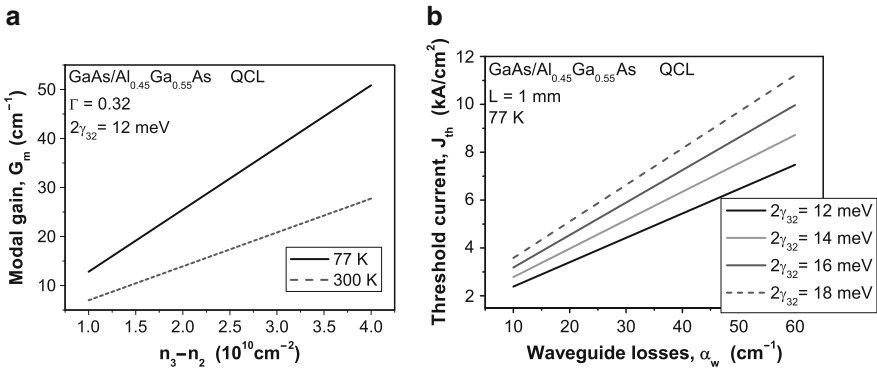 a
GaAs/Al0.45Ga0.55As QCL
Γ = 0.32
2γ32= 12 meV
Modal gain, Gm (cm−1)
50
40
30
20
10
77 K
300 K
1.0 1.5 2.0 2.5 3.0 3.5 4.0
n3−n2 (10^10cm−2)
b
GaAs/Al0.45Ga0.55As QCL
L = 1 mm
77 K
Threshold current, Jth (kA/cm2)
12
10
8
6
4
2
2γ32= 12 meV
2γ32= 14 meV
2γ32= 16 meV
2γ32= 18 meV
10 20 30 40 50 60
Waveguide losses, αw (cm−1)